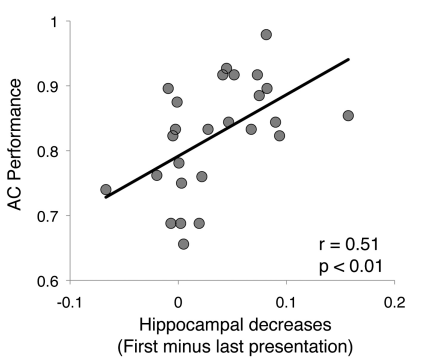 1
0.9
0.8
0.7
0.6
AC Performance
r = 0.51
p < 0.01
-0.1
0
0.1
0.2
Hippocampal decreases
(First minus last presentation)